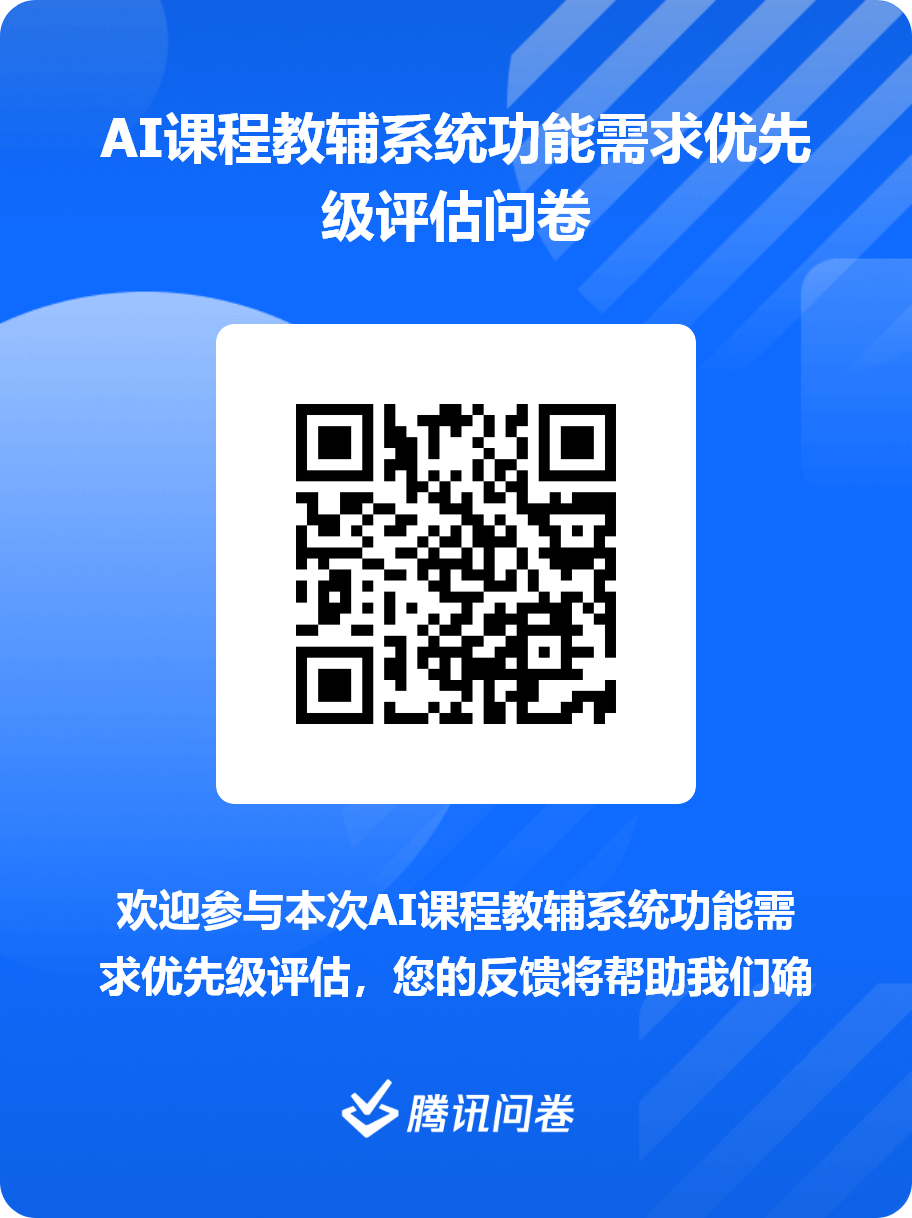 AI课程教辅系统功能需求优先
级评估问卷
欢迎参与本次AI课程教辅系统功能需
求优先级评估，您的反馈将帮助我们确
腾讯问卷